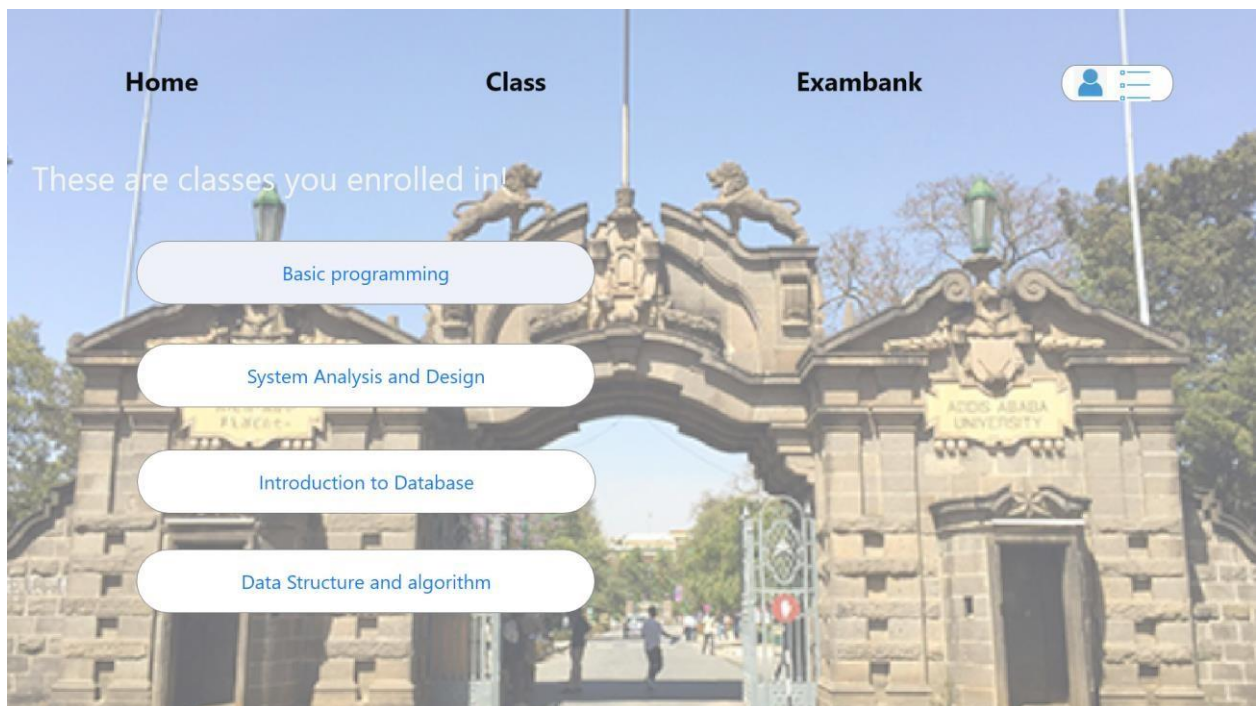 Home
Class
Exambank
These are classes you enrolled in!
Basic programming
System Analysis and Design
ADDIS ABABA
UNIVERSITY
Introduction to Database
Data Structure and algorithm